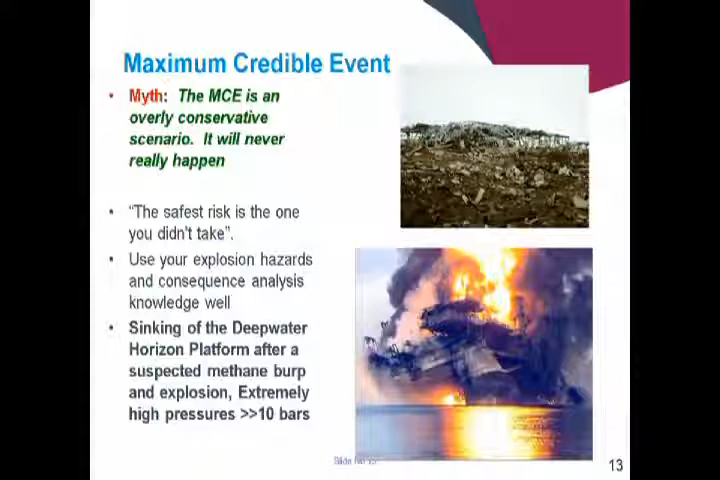 Maximum Credible Event
• Myth: The MCE is an
overly conservative
scenario. It will never
really happen
• “The safest risk is the one
you didn't take”.
• Use your explosion hazards
and consequence analysis
knowledge well
• Sinking of the Deepwater
Horizon Platform after a
suspected methane burp
and explosion, Extremely
high pressures >>10 bars
Slide No
13